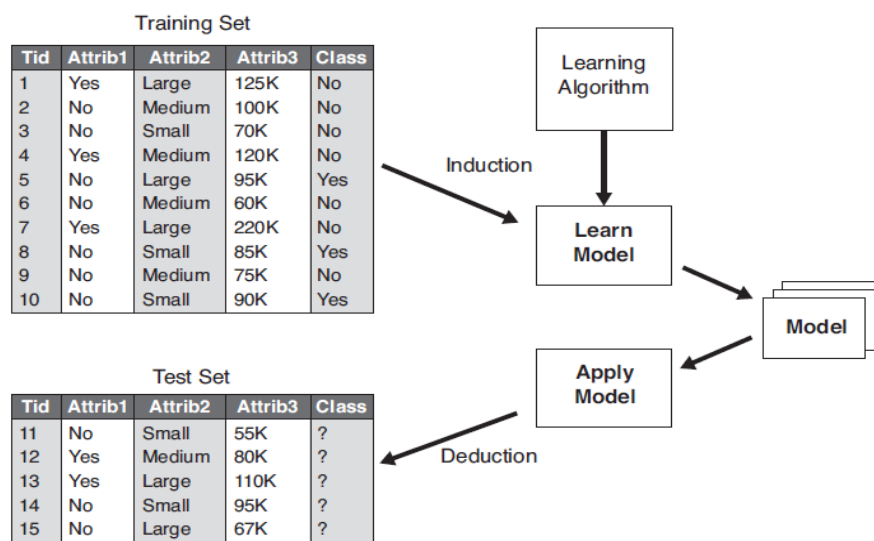 Training Set
Tid Attrib1 Attrib2 Attrib3 Class
1 Yes Large 125K No
2 No Medium 100K No
3 No Small 70K No
4 Yes Medium 120K No
5 No Large 95K Yes
6 No Medium 60K No
7 Yes Large 220K No
8 No Small 85K Yes
9 No Medium 75K No
10 No Small 90K Yes
Learning
Algorithm
Induction
Learn
Model
Model
Apply
Model
Deduction
Test Set
Tid Attrib1 Attrib2 Attrib3 Class
11 No Small 55K ?
12 Yes Medium 80K ?
13 Yes Large 110K ?
14 No Small 95K ?
15 No Large 67K ?